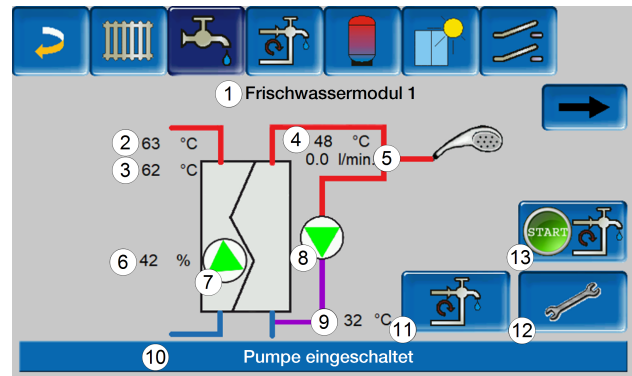 1 Frischwassermodul 1
2 63 °C
4 48 °C
3 62 °C
0.0 l/min. 5
6 42 %
7
8
START
13
9 32 °C
11
12
10 Pumpe eingeschaltet